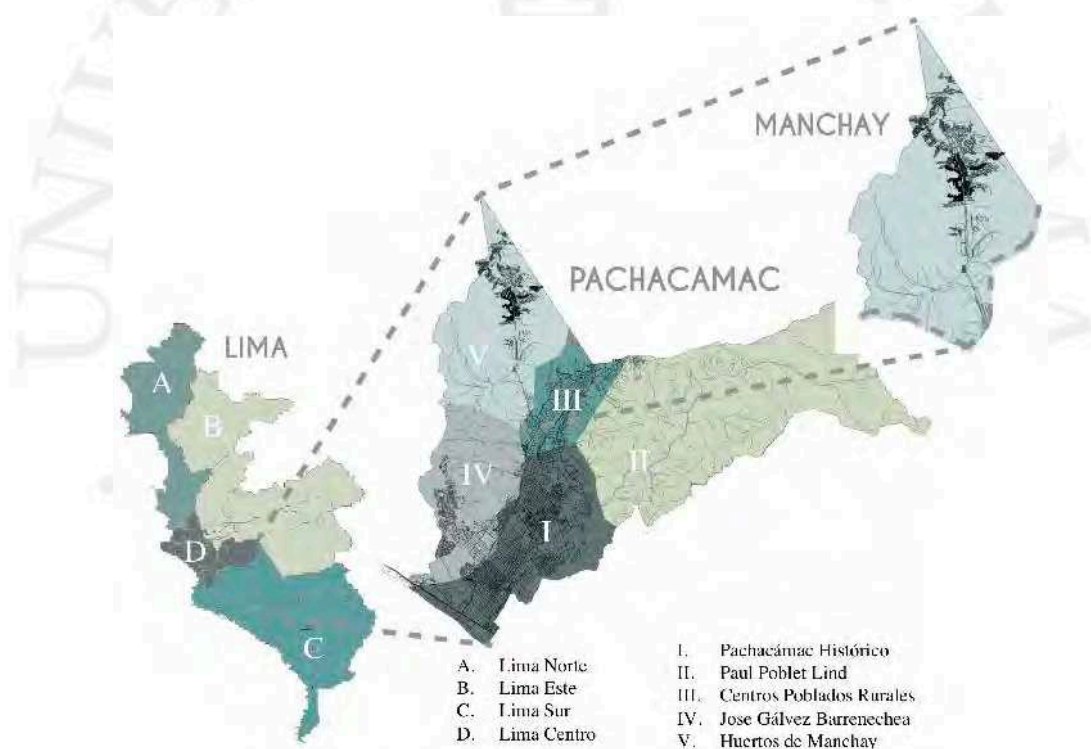 MANCHAY
PACHACAMAC
LIMA
A
B
D
C
V
III
IV
II
I
A. Lima Norte
B. Lima Este
C. Lima Sur
D. Lima Centro
I. Pachacámac Histórico
II. Paul Poblet Lind
III. Centros Poblados Rurales
IV. Jose Gálvez Barrenechea
V. Huertos de Manchay